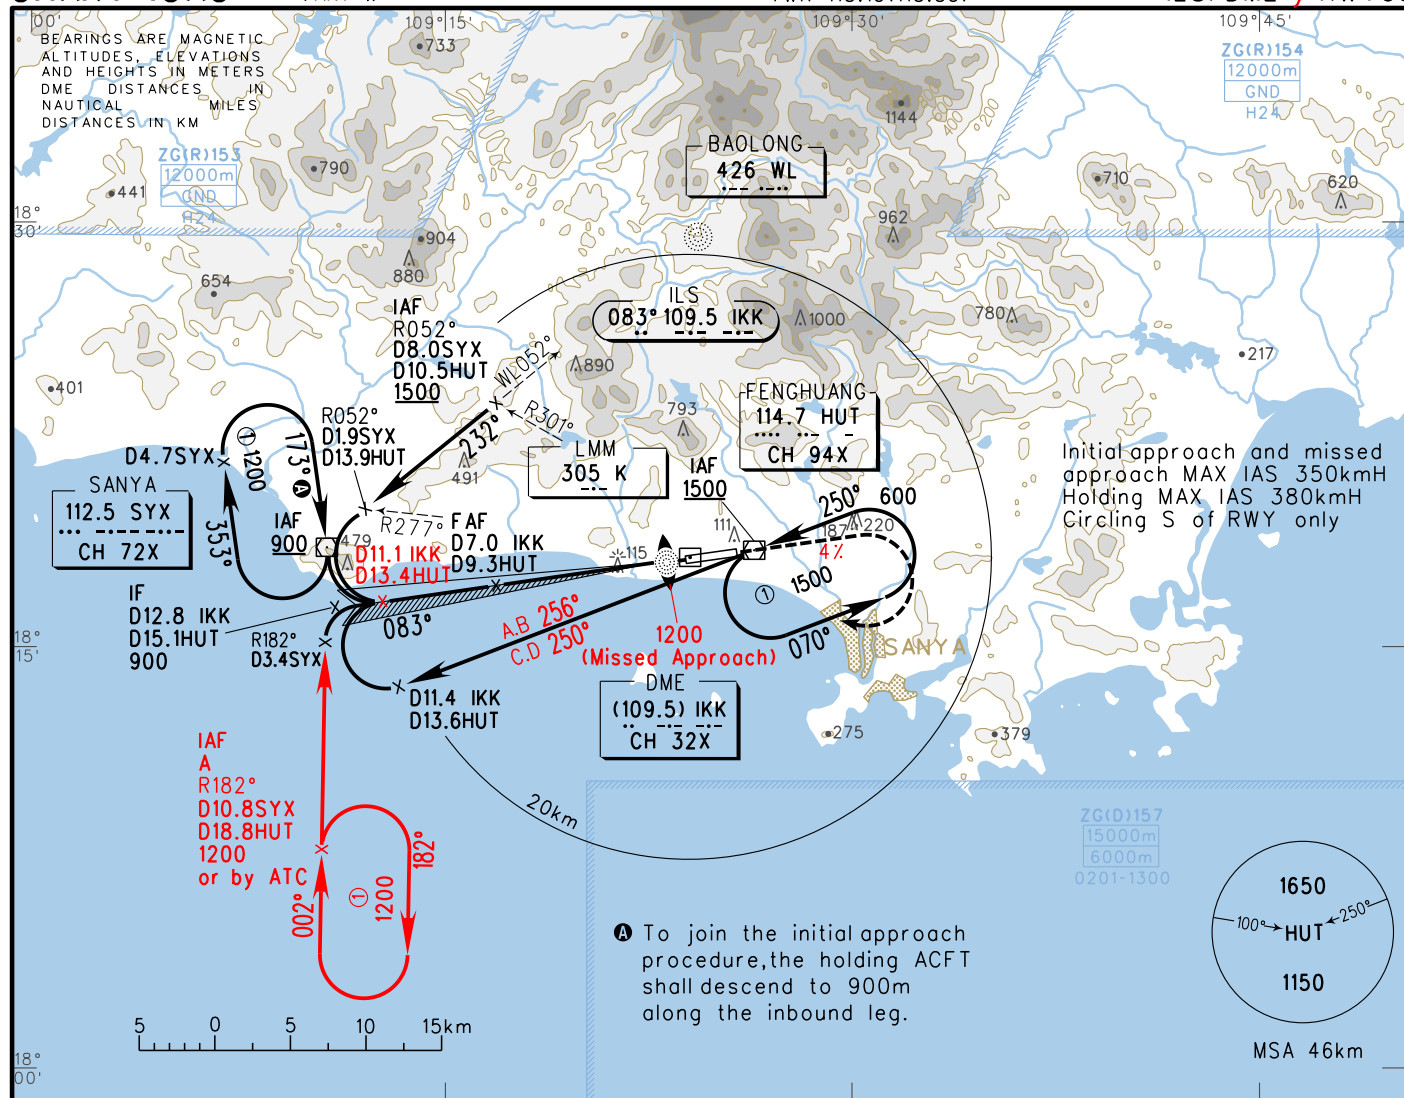 109°15'
109°30'
109°45'
00'
BEARINGS ARE MAGNETIC
ALTITUDES, ELEVATIONS
AND HEIGHTS IN METERS
DME DISTANCES IN
NAUTICAL MILES
DISTANCES IN KM
733
ZG(R)154
12000m
GND
H24
1144
BAOLONG
426 WL
ZG(R)153
12000m
GND
H24
790
441
710
620
18°
30'
904
880
962
654
IAF
R052°
D8.0SYX
D10.5HUT
1500
ILS
083° 109.5 IKK
1000
780
217
401
WL052°
890
R301°
232°
491
793
FENGHUANG
114.7 HUT
CH 94X
LMM
305 K
IAF
1500
R052°
D1.9SYX
D13.9HUT
D4.7SYX
1
1200
173°
A
353°
SANYA
112.5 SYX
CH 72X
IAF
900
479
R277°
FAF
D7.0 IKK
D9.3HUT
D11.1 IKK
D13.4HUT
115
111
87
220
250°
600
4%
1500
1
070°
Initial approach and missed
approach MAX IAS 350kmH
Holding MAX IAS 380kmH
Circling S of RWY only
IF
D12.8 IKK
D15.1HUT
900
R182°
D3.4SYX
083°
A.B 256°
C.D 250°
1200
(Missed Approach)
SANYA
18°
15'
D11.4 IKK
D13.6HUT
DME
(109.5) IKK
CH 32X
275
379
IAF
A
R182°
D10.8SYX
D18.8HUT
1200
or by ATC
20km
182°
1
1200
002°
ZG(D)157
15000m
6000m
0201-1300
A To join the initial approach
procedure,the holding ACFT
shall descend to 900m
along the inbound leg.
1650
100°
HUT
250°
1150
MSA 46km
5 0 5 10 15km
18°
00'